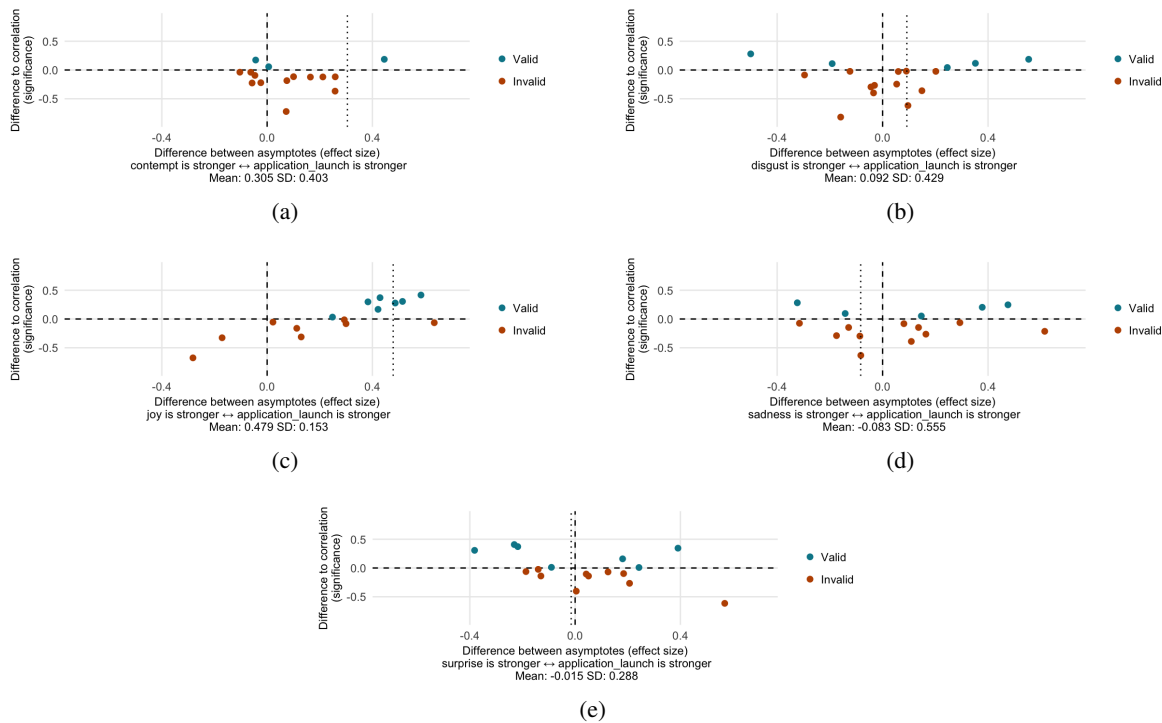 Difference to correlation
(significance)
0.5
0.0
-0.5
-0.4
0.0
0.4
Difference between asymptotes (effect size)
contempt is stronger ↔ application_launch is stronger
Mean: 0.305 SD: 0.403
Valid
Invalid
(a)
Difference to correlation
(significance)
0.5
0.0
-0.5
-0.4
0.0
0.4
Difference between asymptotes (effect size)
disgust is stronger ↔ application_launch is stronger
Mean: 0.092 SD: 0.429
Valid
Invalid
(b)
Difference to correlation
(significance)
0.5
0.0
-0.5
-0.4
0.0
0.4
Difference between asymptotes (effect size)
joy is stronger ↔ application_launch is stronger
Mean: 0.479 SD: 0.153
Valid
Invalid
(c)
Difference to correlation
(significance)
0.5
0.0
-0.5
-0.4
0.0
0.4
Difference between asymptotes (effect size)
sadness is stronger ↔ application_launch is stronger
Mean: -0.083 SD: 0.555
Valid
Invalid
(d)
Difference to correlation
(significance)
0.5
0.0
-0.5
-0.4
0.0
0.4
Difference between asymptotes (effect size)
surprise is stronger ↔ application_launch is stronger
Mean: -0.015 SD: 0.288
Valid
Invalid
(e)